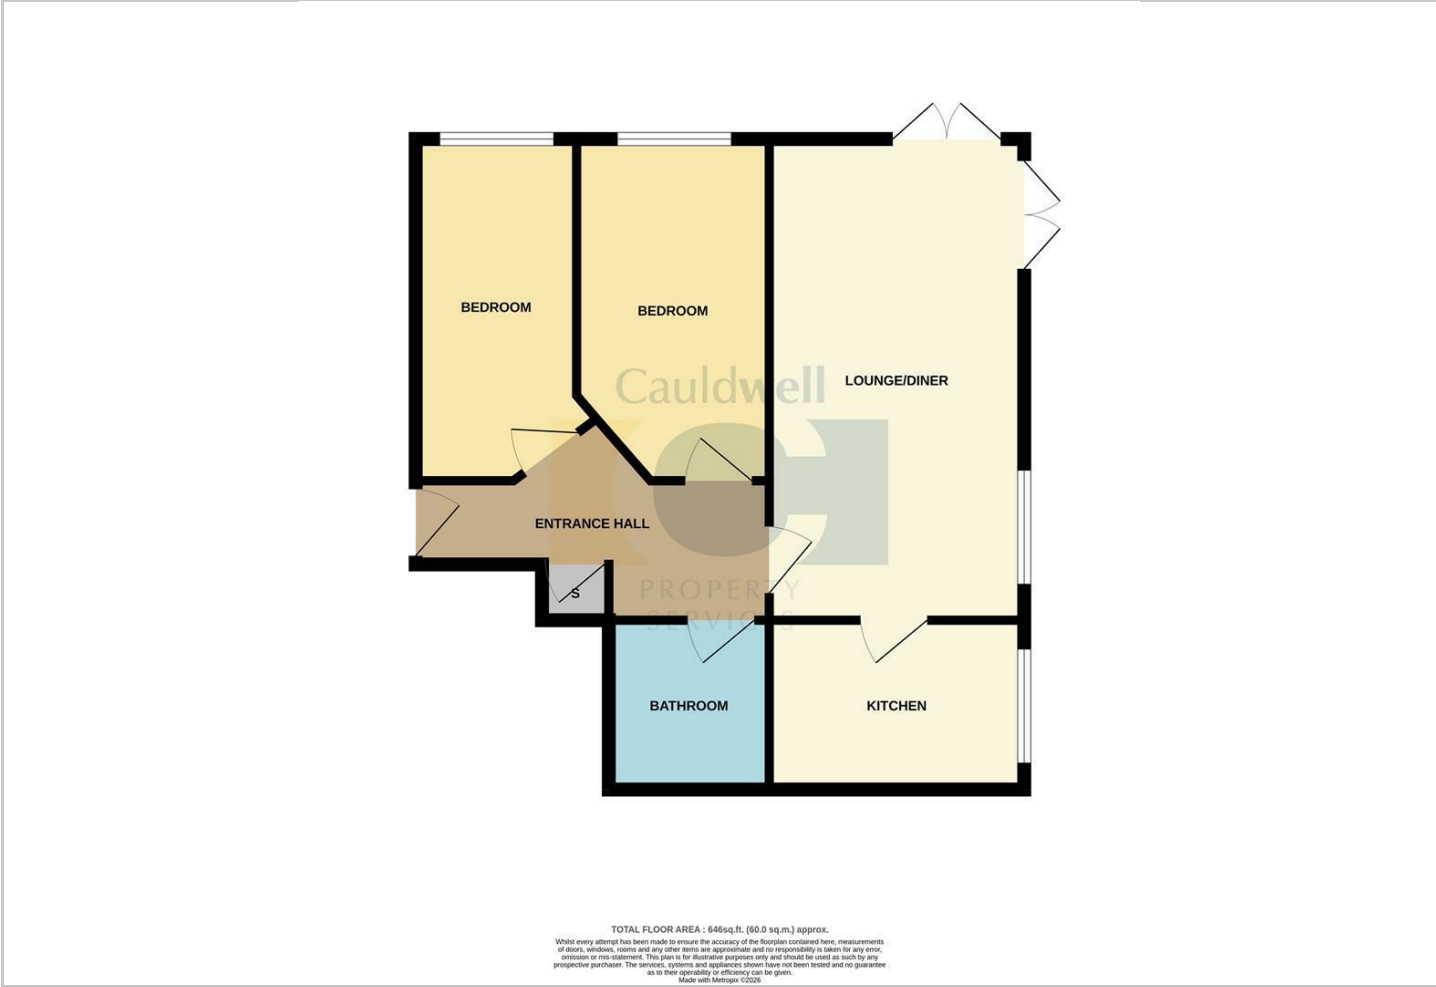 BEDROOM
BEDROOM
Cauldwell
LOUNGE/DINER
ENTRANCE HALL
S
PROPERTY
SERVICES
BATHROOM
KITCHEN
TOTAL FLOOR AREA : 646sq.ft. (60.0 sq.m.) approx.
Whilst every attempt has been made to ensure the accuracy of the floorplan contained here, measurements
of doors, windows, rooms and any other items are approximate and no responsibility is taken for any error,
omission or mis-statement. This plan is for illustrative purposes only and should be used as such by any
prospective purchaser. The services, systems and appliances shown have not been tested and no guarantee
as to their operability or efficiency can be given.
Made with Metropix ©2026